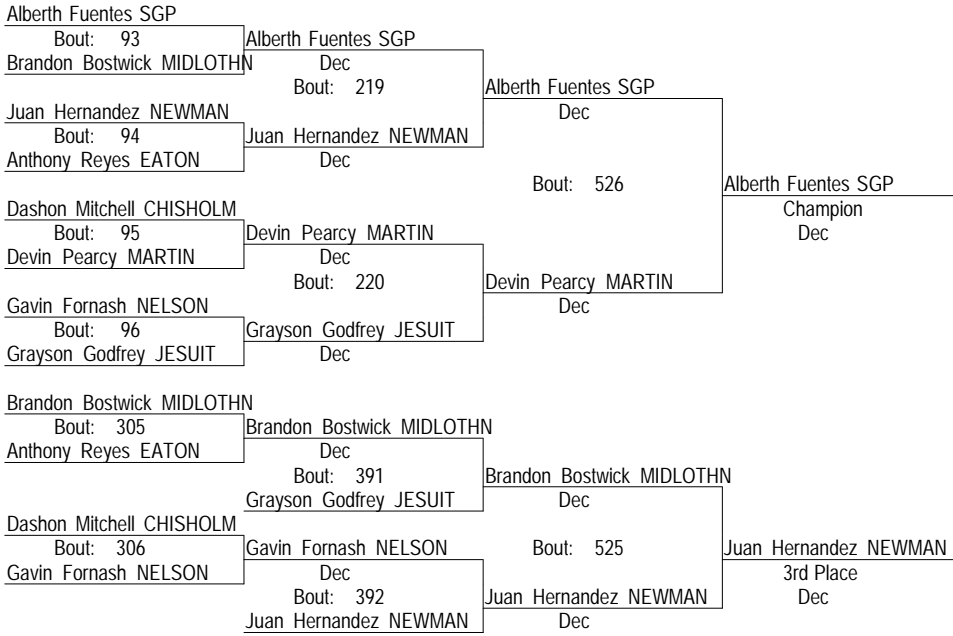 Alberth Fuentes SGP
Bout: 93 Alberth Fuentes SGP
Brandon Bostwick MIDLOTHN Dec
Bout: 219 Alberth Fuentes SGP
Juan Hernandez NEWMAN Dec
Bout: 94 Juan Hernandez NEWMAN
Anthony Reyes EATON Dec
Bout: 526 Alberth Fuentes SGP
Dashon Mitchell CHISHOLM Champion
Bout: 95 Devin Pearcy MARTIN Dec
Devin Pearcy MARTIN Dec
Bout: 220 Devin Pearcy MARTIN
Gavin Fornash NELSON Dec
Bout: 96 Grayson Godfrey JESUIT
Grayson Godfrey JESUIT Dec
Brandon Bostwick MIDLOTHN
Bout: 305 Brandon Bostwick MIDLOTHN
Anthony Reyes EATON Dec
Bout: 391 Brandon Bostwick MIDLOTHN
Grayson Godfrey JESUIT Dec
Dashon Mitchell CHISHOLM
Bout: 306 Gavin Fornash NELSON Bout: 525 Juan Hernandez NEWMAN
Gavin Fornash NELSON Dec 3rd Place
Bout: 392 Juan Hernandez NEWMAN Dec
Juan Hernandez NEWMAN Dec